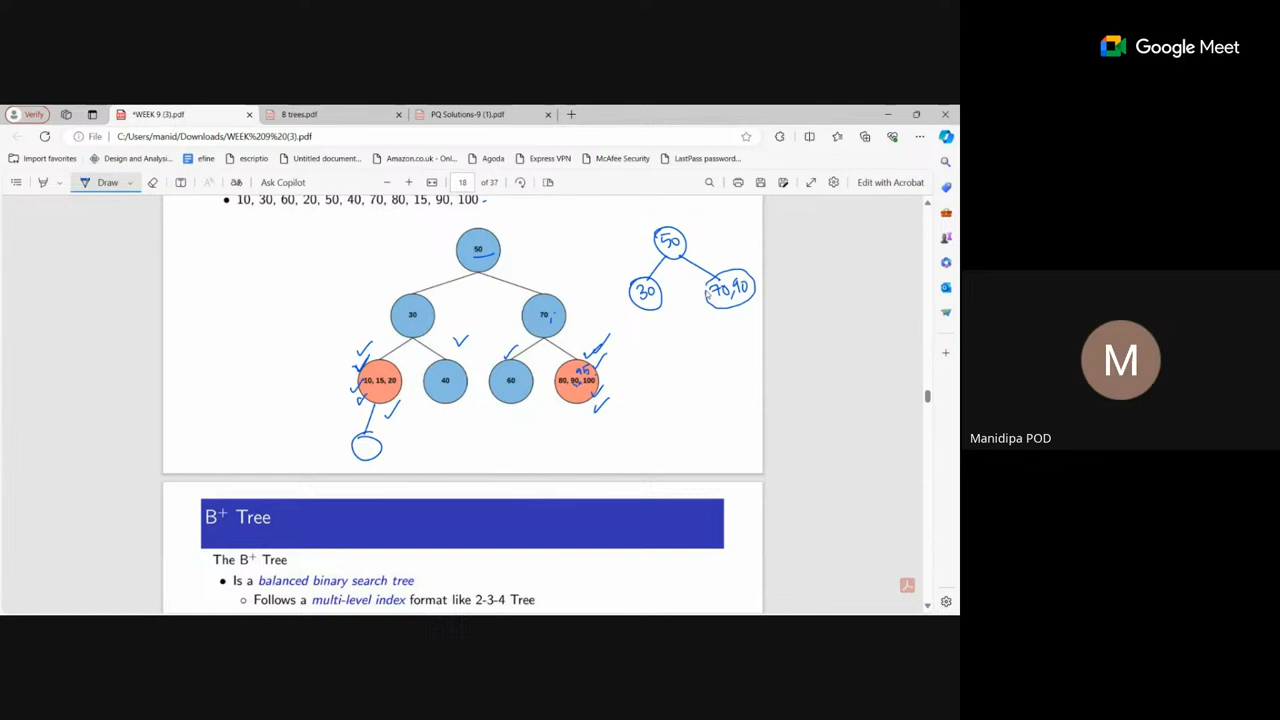 Google Meet
Verify
*WEEK 9 (3).pdf
B trees.pdf
PQ Solutions-9 (1).pdf
File
C:/Users/manid/Downloads/WEEK%209%20(3).pdf
Import favorites
Design and Analysi...
efine
escriptio
Untitled document...
Amazon.co.uk - Onl...
Agoda
Express VPN
McAfee Security
LastPass password...
Draw
Ask Copilot
18 of 37
Edit with Acrobat
• 10, 30, 60, 20, 50, 40, 70, 80, 15, 90, 100
50
50
30
70
30
70,90
95
10, 15, 20
40
60
80, 90, 100
B+ Tree
The B+ Tree
• Is a balanced binary search tree
○ Follows a multi-level index format like 2-3-4 Tree
M
Manidipa POD